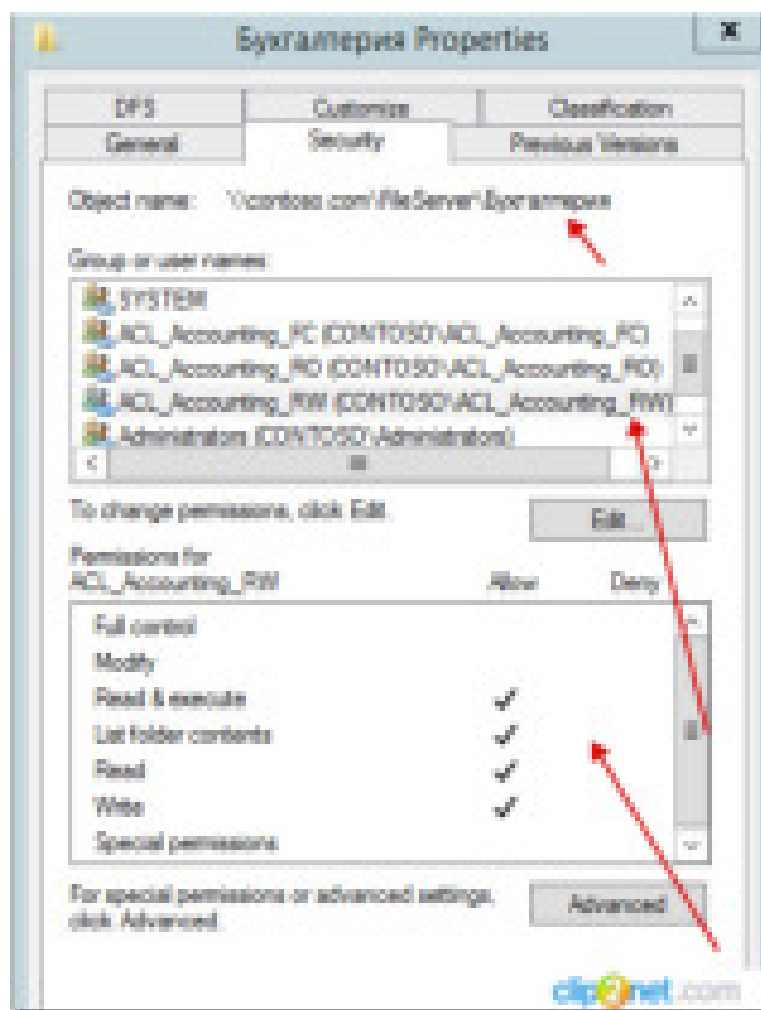 Бухгалтерия Properties
DFS Customize Classification
General Security Previous Versions
Object name: \\contoso.com\FileServer\Бухгалтерия
Group or user names:
SYSTEM
ACL_Accounting_FC (CONTOSO\ACL_Accounting_FC)
ACL_Accounting_RO (CONTOSO\ACL_Accounting_RO)
ACL_Accounting_RW (CONTOSO\ACL_Accounting_RW)
Administrators (CONTOSO\Administrators)
To change permissions, click Edit.
Edit...
Permissions for
ACL_Accounting_RW Allow Deny
Full control
Modify
Read & execute
List folder contents
Read
Write
Special permissions
For special permissions or advanced settings,
click Advanced.
Advanced
clip2net.com